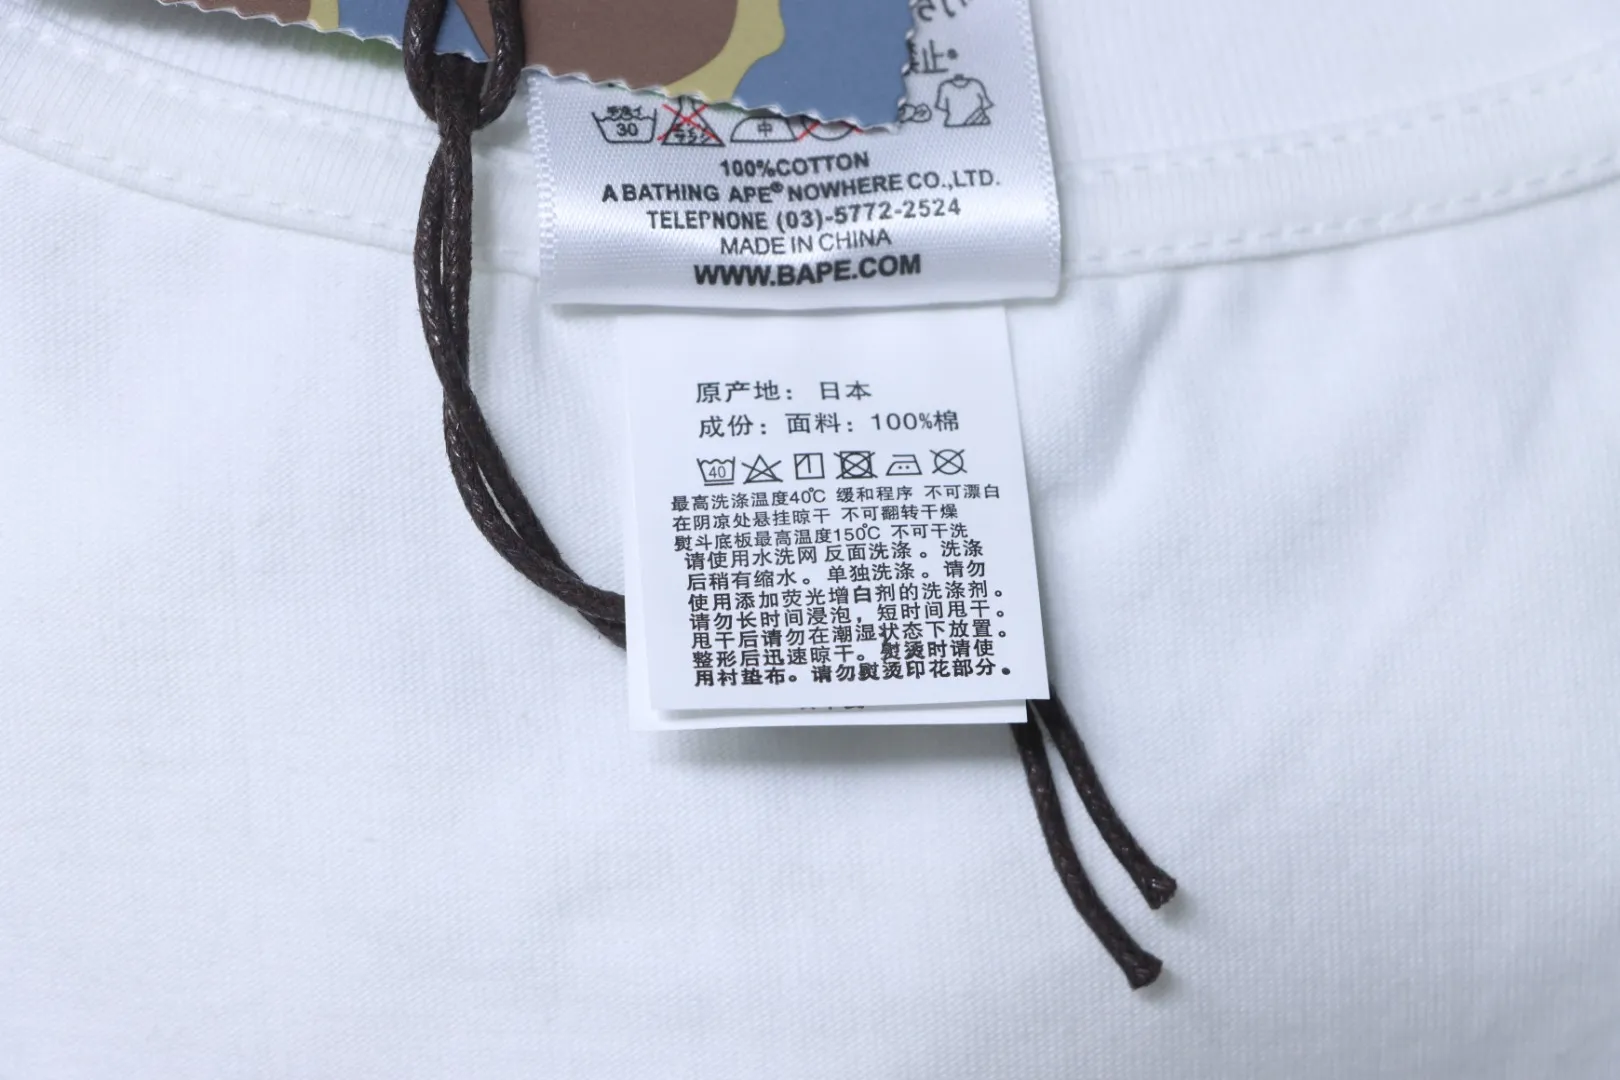 止。
手洗イ
30
中
100%COTTON
A BATHING APE® NOWHERE CO.,LTD.
TELEPNONE (03)-5772-2524
MADE IN CHINA
WWW.BAPE.COM
原产地：日本
成份：面料：100%棉
40
最高洗涤温度40℃ 缓和程序 不可漂白
在阴凉处悬挂晾干 不可翻转干燥
熨斗底板最高温度150℃ 不可干洗
请使用水洗网 反面洗涤。洗涤
后稍有缩水。单独洗涤。请勿
使用添加荧光增白剂的洗涤剂。
请勿长时间浸泡，短时间甩干。
甩干后请勿在潮湿状态下放置。
整形后迅速晾干。熨烫时请使
用衬垫布。请勿熨烫印花部分。